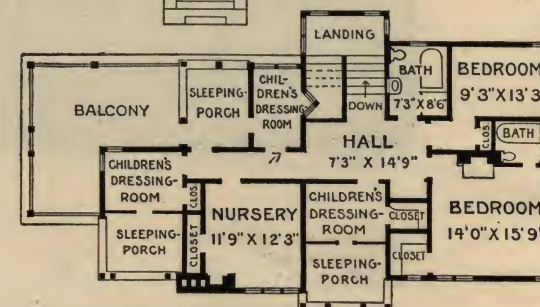 LANDING
BATH
7'3"X8'6"
BEDROOM
9'3"X13'3
SLEEPING-
PORCH
CHIL-
DREN'S
DRESSING-
ROOM
DOWN
BALCONY
HALL
7'3" X 14'9"
CLOS.
BATH
CHILDREN'S
DRESSING-
ROOM
CLOS.
NURSERY
11'9"X12'3"
CHILDREN'S
DRESSING-
ROOM
CLOSET
BEDROOM
14'0"X15'9
SLEEPING-
PORCH
CLOSET
SLEEPING-
PORCH
CLOSET